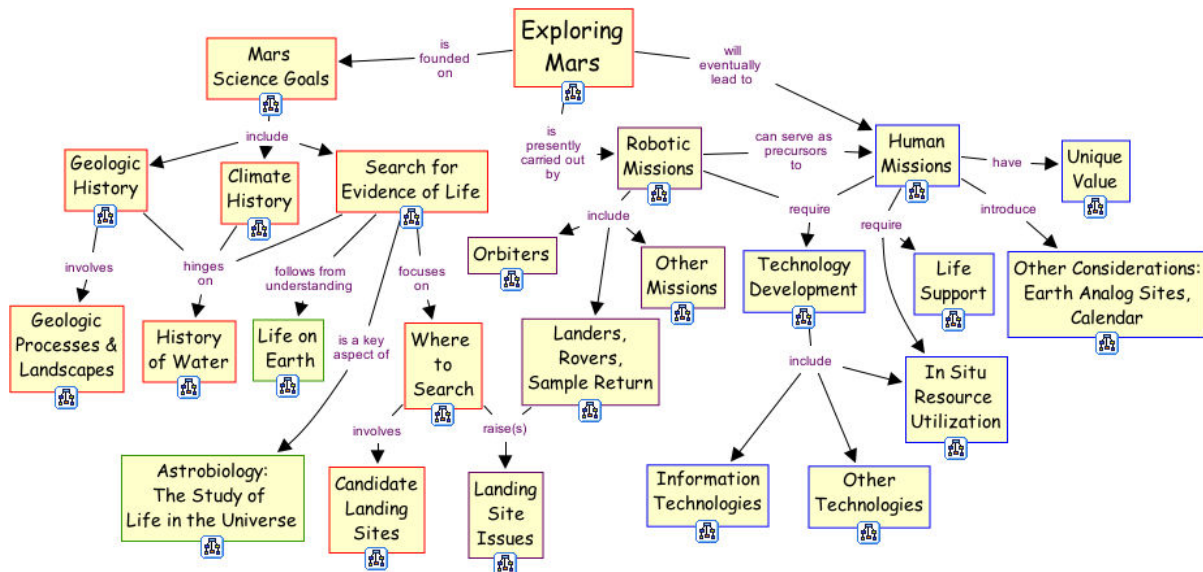 Exploring
Mars
is
founded
on
will
eventually
lead to
Mars
Science Goals
is
presently
carried out
by
include
Geologic
History
Climate
History
Search for
Evidence of Life
Robotic
Missions
can serve as
precursors
to
Human
Missions
have
Unique
Value
include
require
require
introduce
Orbiters
Other
Missions
Technology
Development
Life
Support
Other Considerations:
Earth Analog Sites,
Calendar
involves
hinges
on
follows from
understanding
focuses
on
Geologic
Processes &
Landscapes
History
of Water
Life on
Earth
is a key
aspect of
Where
to
Search
Landers,
Rovers,
Sample Return
include
In Situ
Resource
Utilization
involves
raise(s)
Astrobiology:
The Study of
Life in the Universe
Candidate
Landing
Sites
Landing
Site
Issues
Information
Technologies
Other
Technologies